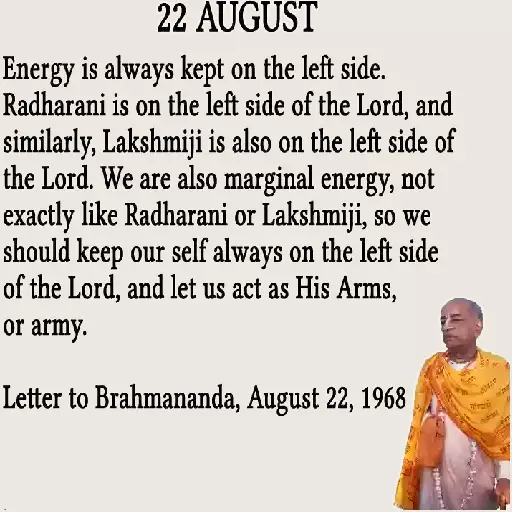 22 AUGUST
Energy is always kept on the left side.
Radharani is on the left side of the Lord, and
similarly, Lakshmiji is also on the left side of
the Lord. We are also marginal energy, not
exactly like Radharani or Lakshmiji, so we
should keep our self always on the left side
of the Lord, and let us act as His Arms,
or army.
Letter to Brahmananda, August 22, 1968